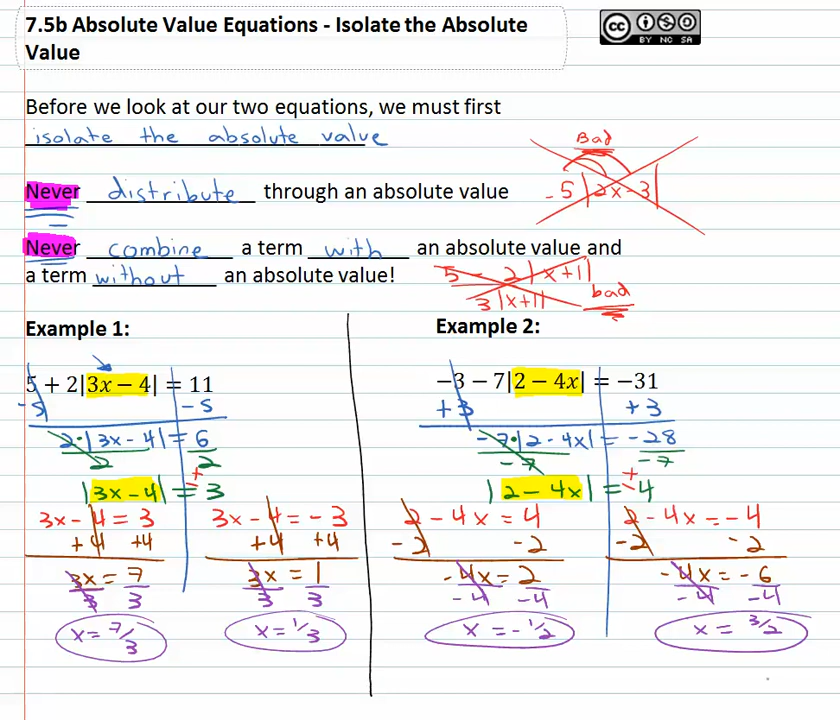 7.5b Absolute Value Equations - Isolate the Absolute
Value
cc BY NC SA
Before we look at our two equations, we must first
isolate the absolute value
Bad
-5|2x-3|
Never distribute through an absolute value
Never combine a term with an absolute value and
a term without an absolute value!
5 - 2|x+1|
3|x+1|
bad
Example 1:
5 + 2|3x − 4| = 11
-5 -5
2·|3x-4| = 6
2 2
|3x-4| = ±3
3x-4 = 3 3x-4 = -3
+4 +4 +4 +4
3x = 7 3x = 1
3 3 3 3
x = 7/3 x = 1/3
Example 2:
−3 − 7|2 − 4x| = −31
+3 +3
-7·|2-4x| = -28
-7 -7
|2-4x| = ±4
2-4x = 4 2-4x = -4
-2 -2 -2 -2
-4x = 2 -4x = -6
-4 -4 -4 -4
x = -1/2 x = 3/2